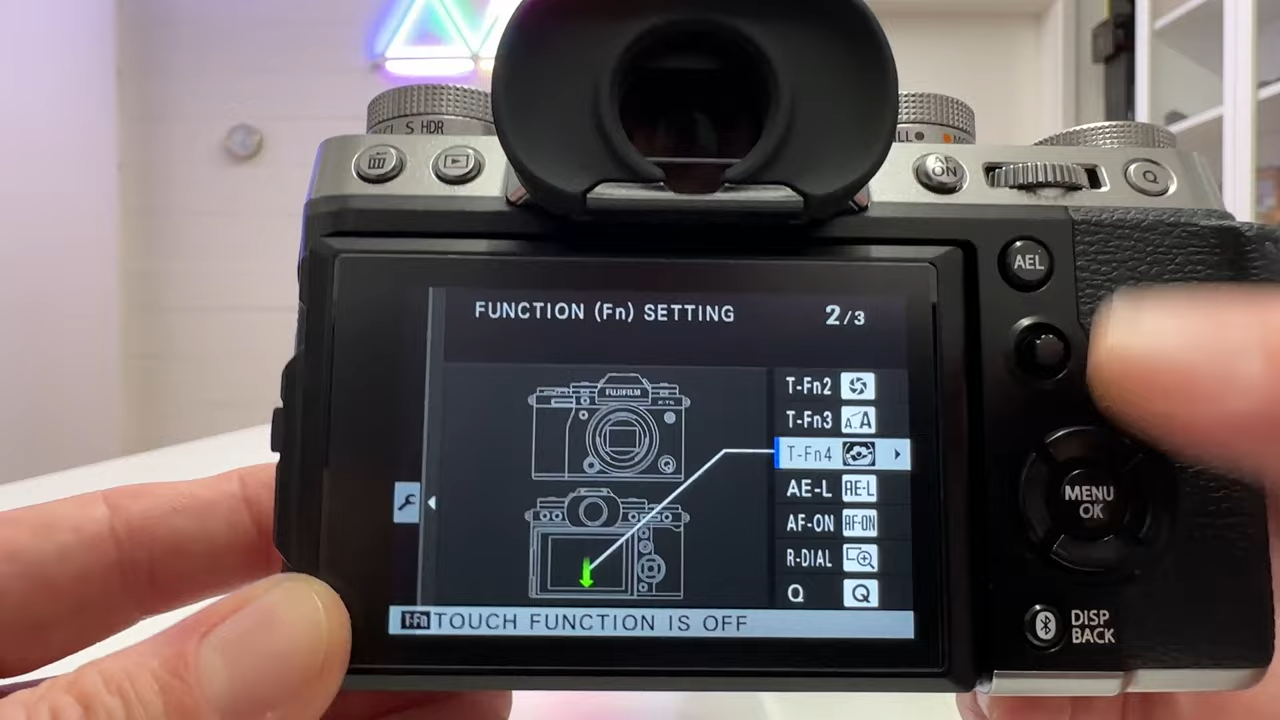 S HDR
AF
ON
Q
AEL
FUNCTION (Fn) SETTING 2/3
FUJIFILM
X-T5
T-Fn2
T-Fn3 A A
T-Fn4
AE-L AE-L
AF-ON AF-ON
R-DIAL
Q Q
T-Fn TOUCH FUNCTION IS OFF
MENU
OK
DISP
BACK